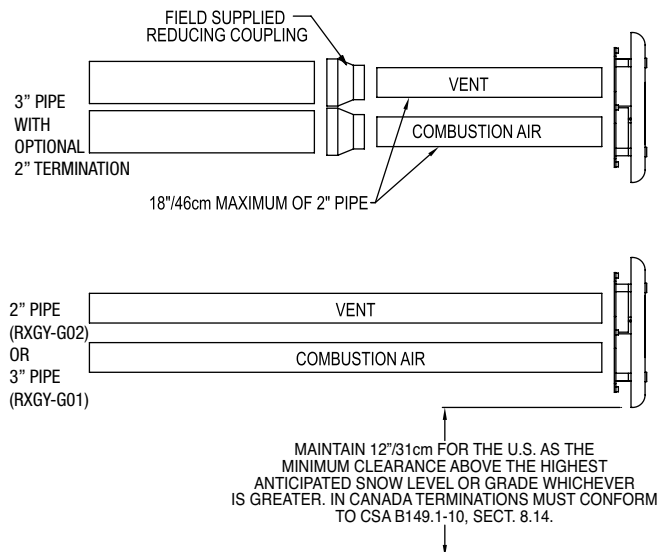 FIELD SUPPLIED
REDUCING COUPLING
3” PIPE
WITH
OPTIONAL
2” TERMINATION
VENT
COMBUSTION AIR
18"/46cm MAXIMUM OF 2" PIPE
2” PIPE
(RXGY-G02)
OR
3” PIPE
(RXGY-G01)
VENT
COMBUSTION AIR
MAINTAIN 12”/31cm FOR THE U.S. AS THE
MINIMUM CLEARANCE ABOVE THE HIGHEST
ANTICIPATED SNOW LEVEL OR GRADE WHICHEVER
IS GREATER. IN CANADA TERMINATIONS MUST CONFORM
TO CSA B149.1-10, SECT. 8.14.